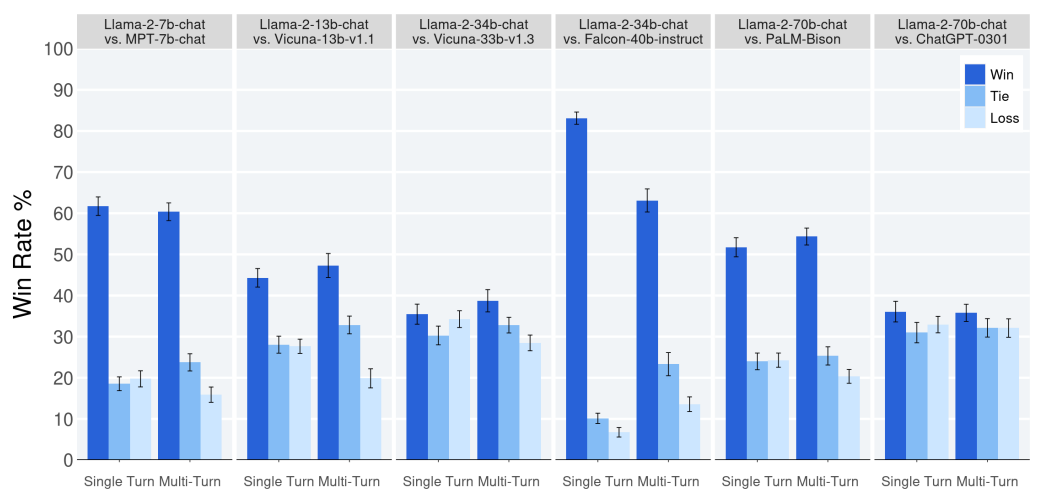 Llama-2-7b-chat
vs. MPT-7b-chat
Llama-2-13b-chat
vs. Vicuna-13b-v1.1
Llama-2-34b-chat
vs. Vicuna-33b-v1.3
Llama-2-34b-chat
vs. Falcon-40b-instruct
Llama-2-70b-chat
vs. PaLM-Bison
Llama-2-70b-chat
vs. ChatGPT-0301
Win
Tie
Loss
Win Rate %
100
90
80
70
60
50
40
30
20
10
0
Single Turn Multi-Turn
Single Turn Multi-Turn
Single Turn Multi-Turn
Single Turn Multi-Turn
Single Turn Multi-Turn
Single Turn Multi-Turn